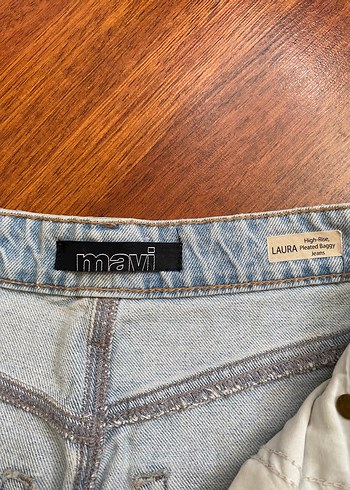 mavi
LAURA
High-Rise,
Pleated Baggy
Jeans